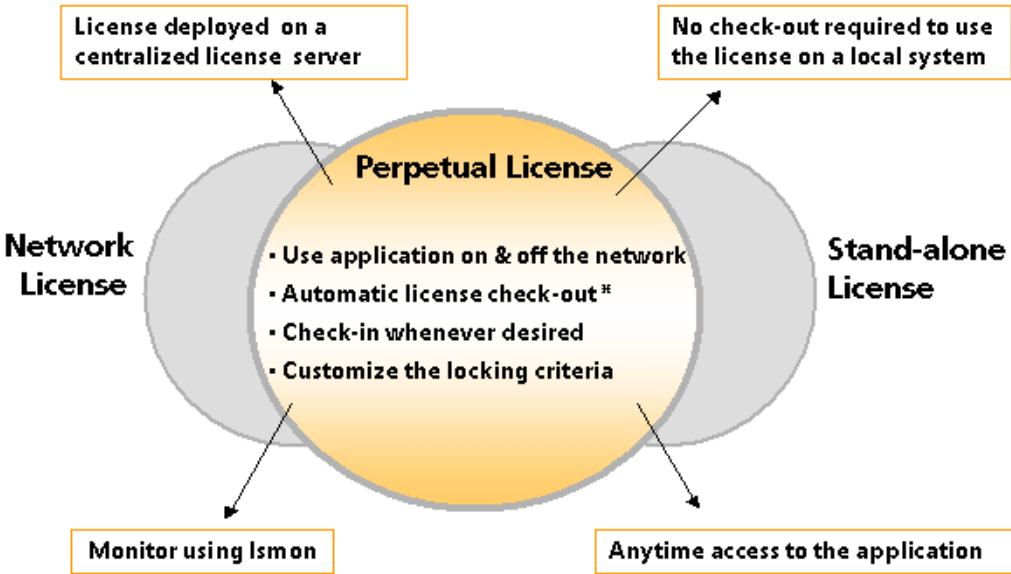 License deployed on a
centralized license server
No check-out required to use
the license on a local system
Perpetual License
Network
License
Stand-alone
License
▪ Use application on & off the network
▪ Automatic license check-out*
▪ Check-in whenever desired
▪ Customize the locking criteria
Monitor using lsmon
Anytime access to the application